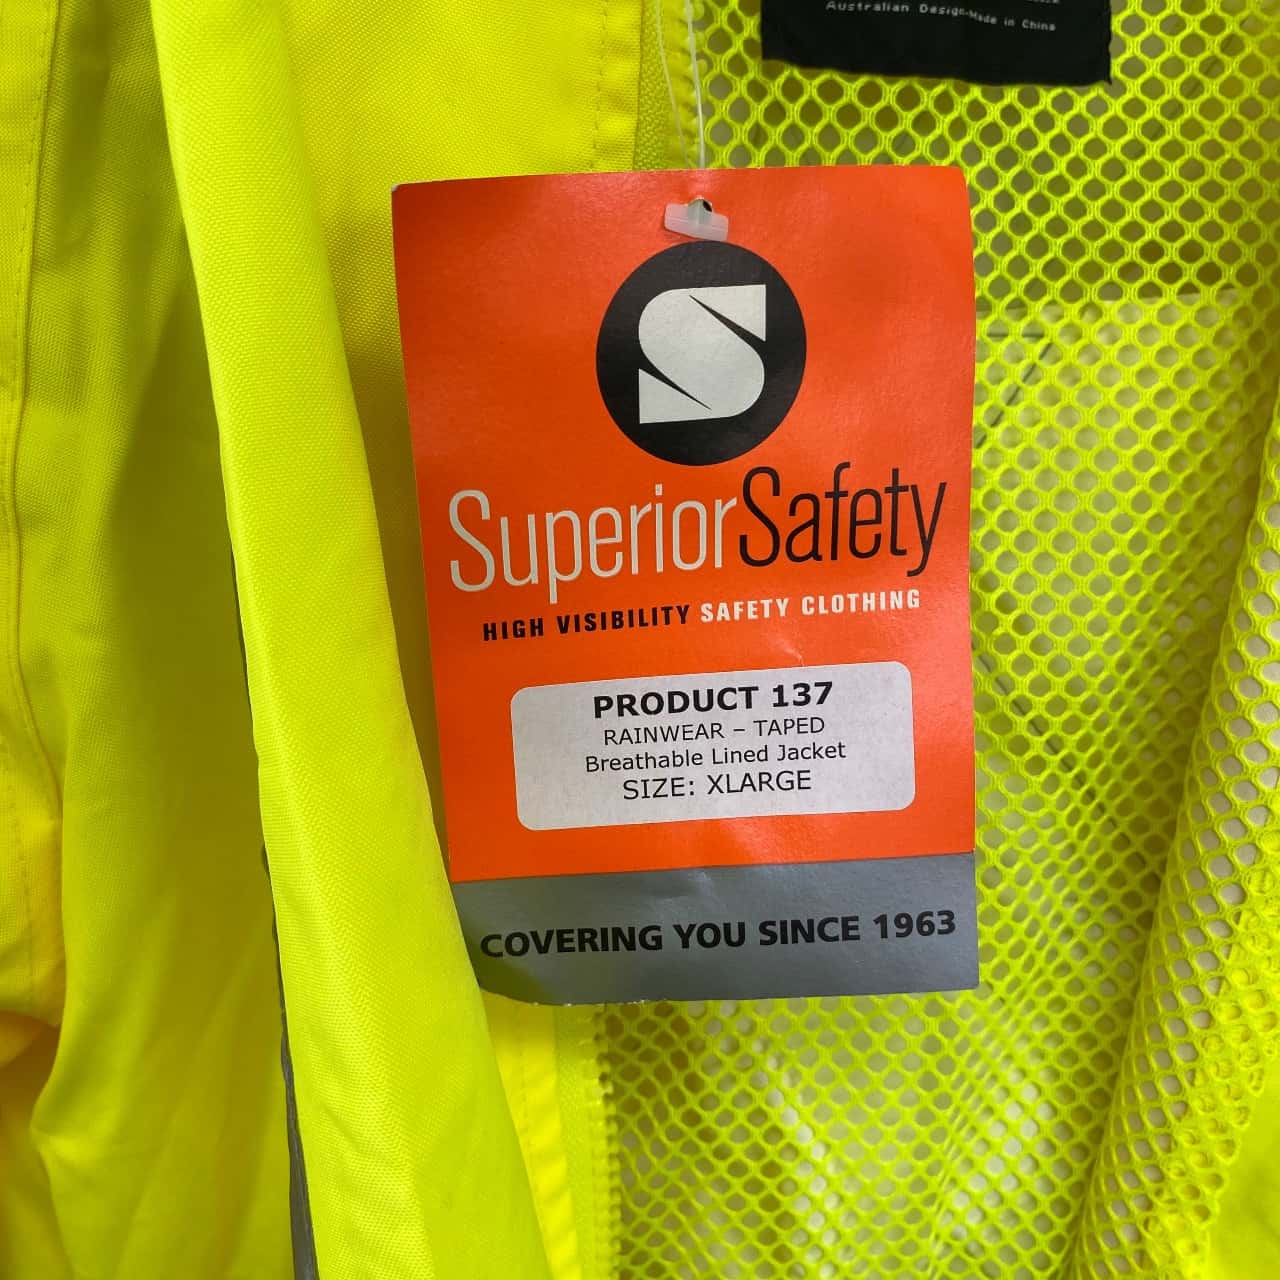 Australian Design-Made in China
S
SuperiorSafety
HIGH VISIBILITY SAFETY CLOTHING
PRODUCT 137
RAINWEAR – TAPED
Breathable Lined Jacket
SIZE: XLARGE
COVERING YOU SINCE 1963